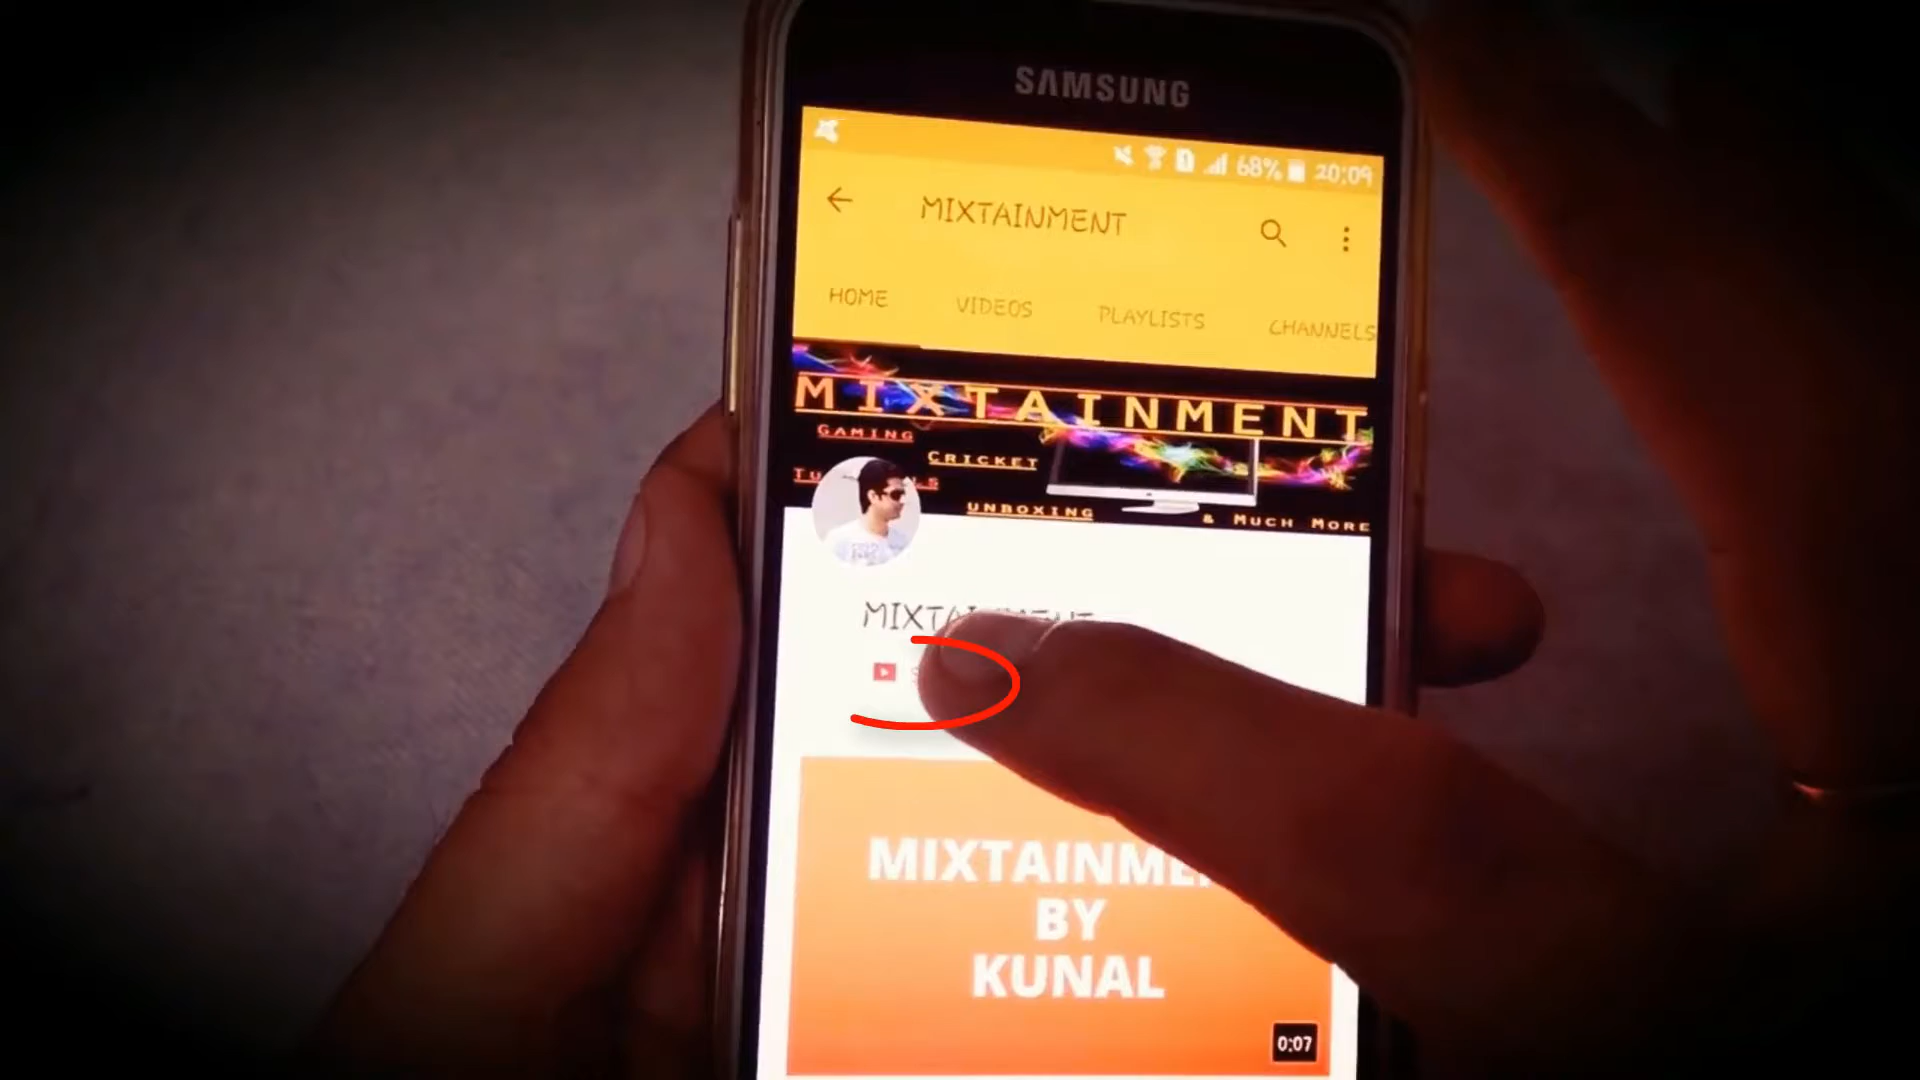 SAMSUNG
68% 20:09
MIXTAINMENT
HOME VIDEOS PLAYLISTS CHANNELS
MIXTAINMENT
GAMING
CRICKET
UNBOXING
& MUCH MORE
BY
KUNAL
0:07